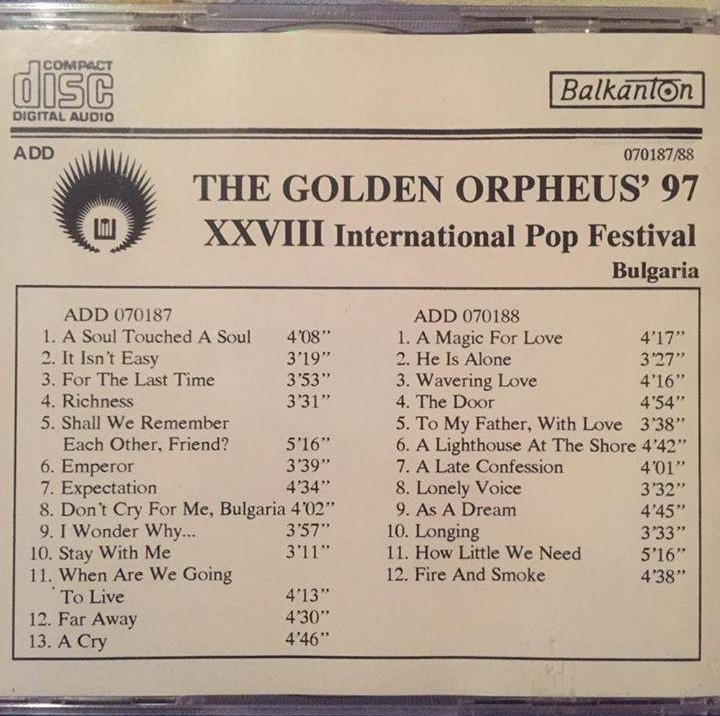 COMPACT
disc
DIGITAL AUDIO
Balkanton
ADD
070187/88
THE GOLDEN ORPHEUS' 97
XXVIII International Pop Festival
Bulgaria
ADD 070187
1. A Soul Touched A Soul 4'08"
2. It Isn't Easy 3'19"
3. For The Last Time 3'53"
4. Richness 3'31"
5. Shall We Remember
Each Other, Friend? 5'16"
6. Emperor 3'39"
7. Expectation 4'34"
8. Don't Cry For Me, Bulgaria 4'02"
9. I Wonder Why... 3'57"
10. Stay With Me 3'11"
11. When Are We Going
To Live 4'13"
12. Far Away 4'30"
13. A Cry 4'46"
ADD 070188
1. A Magic For Love 4'17"
2. He Is Alone 3'27"
3. Wavering Love 4'16"
4. The Door 4'54"
5. To My Father, With Love 3'38"
6. A Lighthouse At The Shore 4'42"
7. A Late Confession 4'01"
8. Lonely Voice 3'32"
9. As A Dream 4'45"
10. Longing 3'33"
11. How Little We Need 5'16"
12. Fire And Smoke 4'38"